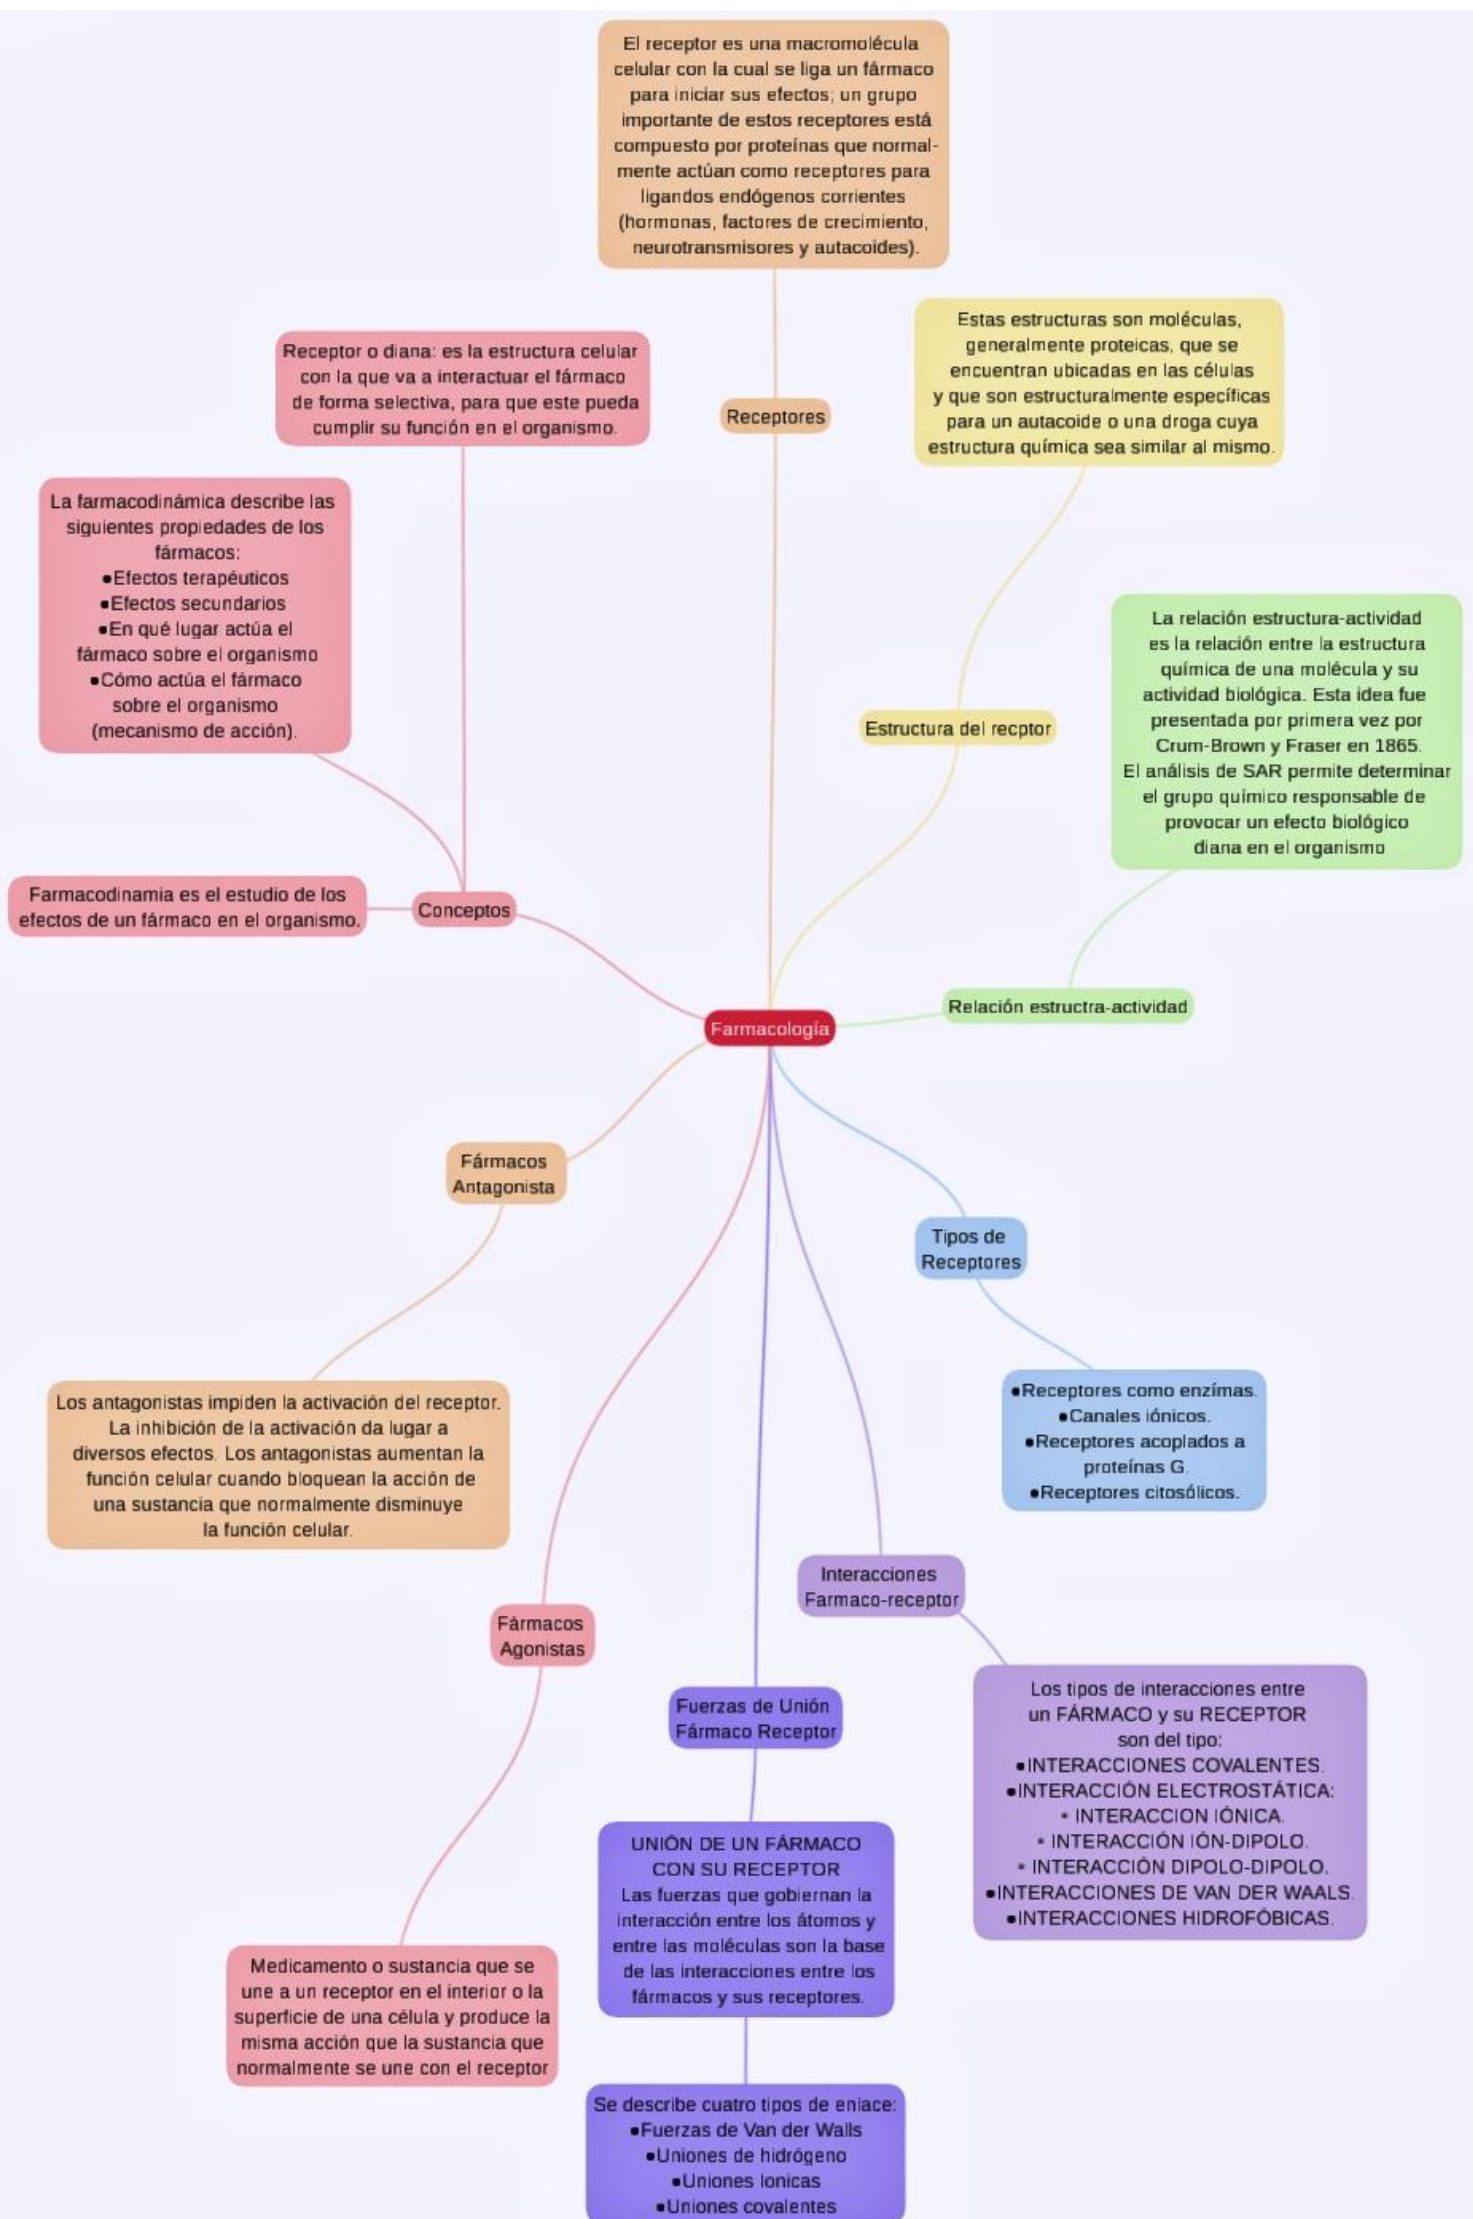 El receptor es una macromolécula
celular con la cual se liga un fármaco
para iniciar sus efectos; un grupo
importante de estos receptores está
compuesto por proteínas que normal-
mente actúan como receptores para
ligandos endógenos corrientes
(hormonas, factores de crecimiento,
neurotransmisores y autacoides).
Receptores
Estas estructuras son moléculas,
generalmente proteicas, que se
encuentran ubicadas en las células
y que son estructuralmente específicas
para un autacoide o una droga cuya
estructura química sea similar al mismo.
Estructura del recptor
Receptor o diana: es la estructura celular
con la que va a interactuar el fármaco
de forma selectiva, para que este pueda
cumplir su función en el organismo.
La farmacodinámica describe las
siguientes propiedades de los
fármacos:
●Efectos terapéuticos
●Efectos secundarios
●En qué lugar actúa el
fármaco sobre el organismo
●Cómo actúa el fármaco
sobre el organismo
(mecanismo de acción).
Farmacodinamia es el estudio de los
efectos de un fármaco en el organismo.
Conceptos
La relación estructura-actividad
es la relación entre la estructura
química de una molécula y su
actividad biológica. Esta idea fue
presentada por primera vez por
Crum-Brown y Fraser en 1865.
El análisis de SAR permite determinar
el grupo químico responsable de
provocar un efecto biológico
diana en el organismo
Relación estructra-actividad
Farmacología
Fármacos
Antagonista
Los antagonistas impiden la activación del receptor.
La inhibición de la activación da lugar a
diversos efectos. Los antagonistas aumentan la
función celular cuando bloquean la acción de
una sustancia que normalmente disminuye
la función celular.
Tipos de
Receptores
●Receptores como enzímas.
●Canales iónicos.
●Receptores acoplados a
proteínas G.
●Receptores citosólicos.
Interacciones
Farmaco-receptor
Los tipos de interacciones entre
un FÁRMACO y su RECEPTOR
son del tipo:
●INTERACCIONES COVALENTES.
●INTERACCIÓN ELECTROSTÁTICA:
▪ INTERACCION IÓNICA.
▪ INTERACCIÓN IÓN-DIPOLO.
▪ INTERACCIÓN DIPOLO-DIPOLO.
●INTERACCIONES DE VAN DER WAALS.
●INTERACCIONES HIDROFÓBICAS.
Fármacos
Agonistas
Medicamento o sustancia que se
une a un receptor en el interior o la
superficie de una célula y produce la
misma acción que la sustancia que
normalmente se une con el receptor
Fuerzas de Unión
Fármaco Receptor
UNIÓN DE UN FÁRMACO
CON SU RECEPTOR
Las fuerzas que gobiernan la
interacción entre los átomos y
entre las moléculas son la base
de las interacciones entre los
fármacos y sus receptores.
Se describe cuatro tipos de enlace:
●Fuerzas de Van der Walls
●Uniones de hidrógeno
●Uniones Ionicas
●Uniones covalentes